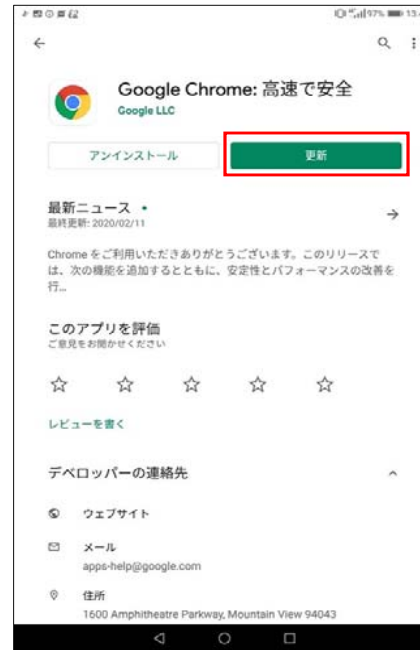 97% 13:4
Google Chrome: 高速で安全
Google LLC
アンインストール
更新
最新ニュース •
最終更新: 2020/02/11
Chrome をご利用いただきありがとうございます。このリリースで
は、次の機能を追加するとともに、安定性とパフォーマンスの改善を
行...
このアプリを評価
ご意見をお聞かせください
レビューを書く
デベロッパーの連絡先
ウェブサイト
メール
apps-help@google.com
住所
1600 Amphitheatre Parkway, Mountain View 94043